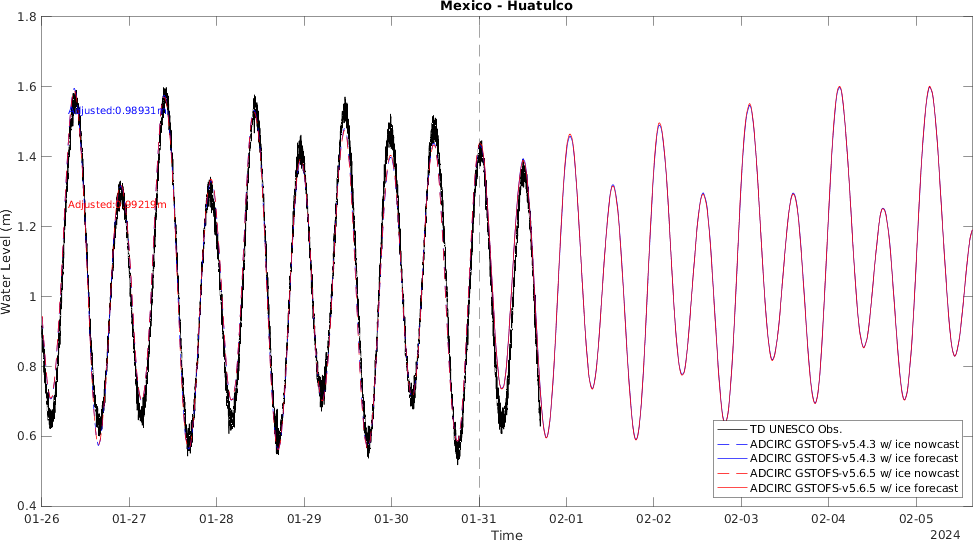 Mexico - Huatulco
1.8
1.6
1.4
1.2
1
0.8
0.6
0.4
Water Level (m)
Adjusted:0.98931m
Adjusted:0.99219m
TD UNESCO Obs.
ADCIRC GSTOFS-v5.4.3 w/ ice nowcast
ADCIRC GSTOFS-v5.4.3 w/ ice forecast
ADCIRC GSTOFS-v5.6.5 w/ ice nowcast
ADCIRC GSTOFS-v5.6.5 w/ ice forecast
01-26 01-27 01-28 01-29 01-30 01-31 02-01 02-02 02-03 02-04 02-05
Time
2024